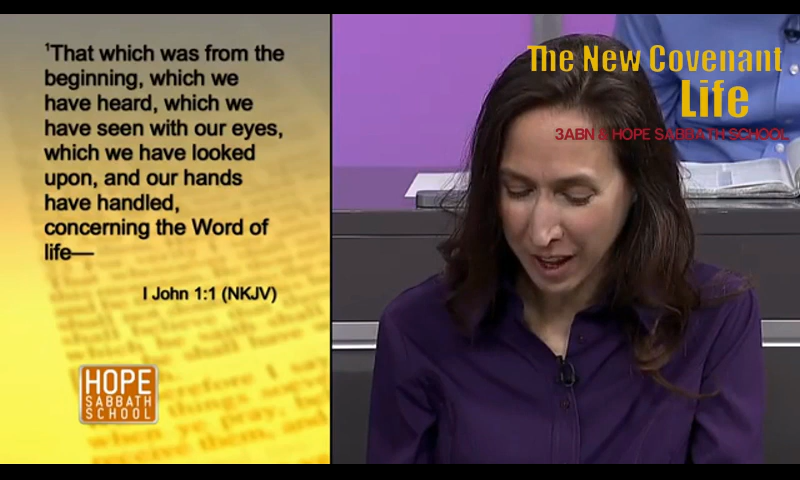 ¹That which was from the
beginning, which we
have heard, which we
have seen with our eyes,
which we have looked
upon, and our hands
have handled,
concerning the Word of
life—
I John 1:1 (NKJV)
HOPE
SABBATH
SCHOOL
The New Covenant
Life
3ABN & HOPE SABBATH SCHOOL